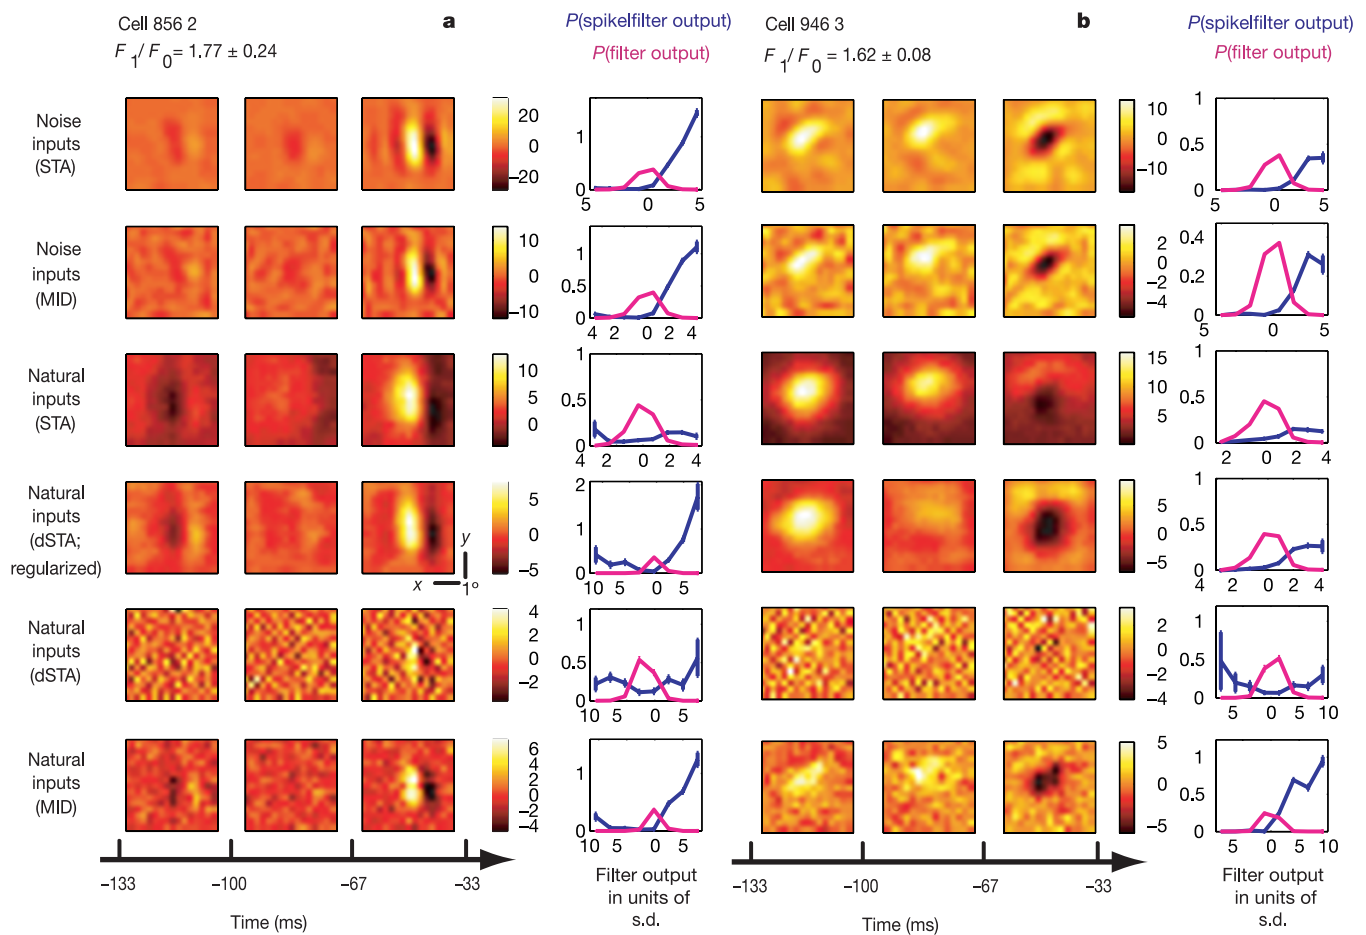 Cell 856 2
a
P(spikelfilter output)
F 1/ F 0 = 1.77 ± 0.24
P(filter output)
Cell 946 3
b
P(spikelfilter output)
F 1/ F 0 = 1.62 ± 0.08
P(filter output)
Noise
inputs
(STA)
20
0
−20
1
0
5 0 5
10
0
−10
1
0.5
0
5 0 5
Noise
inputs
(MID)
10
0
−10
1
0.5
0
4 2 0 2 4
2
0
−2
−4
0.4
0.2
0
5 0 5
Natural
inputs
(STA)
10
5
0
1
0.5
0
4 2 0 2 4
15
10
5
1
0.5
0
2 0 2 4
Natural
inputs
(dSTA;
regularized)
5
0
−5
y
x
1°
2
1
0
10 5 0 5
5
0
−5
1
0.5
0
4 2 0 2 4
Natural
inputs
(dSTA)
4
2
0
−2
1
0.5
0
10 5 0 5
2
0
−2
−4
1
0.5
0
5 0 5 10
Natural
inputs
(MID)
6
4
2
0
−2
−4
1
0
10 5 0 5
5
0
−5
1
0.5
0
10 5 0 5 10
−133 −100 −67 −33
Time (ms)
Filter output
in units of
s.d.
−133 −100 −67 −33
Time (ms)
Filter output
in units of
s.d.